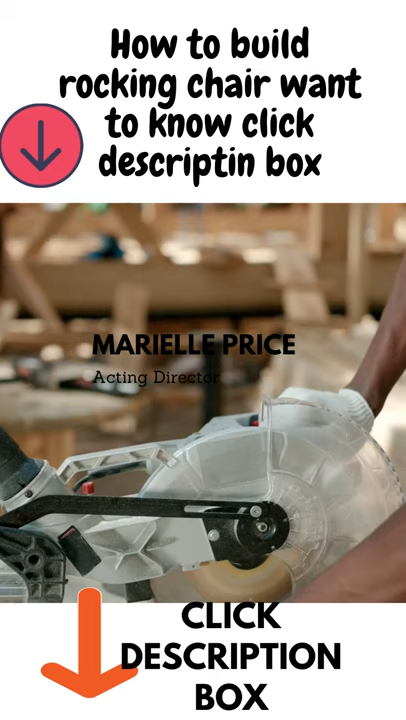 How to build
rocking chair want
to know click
descriptin box
MARIELLE PRICE
Acting Director
CLICK
DESCRIPTION
BOX